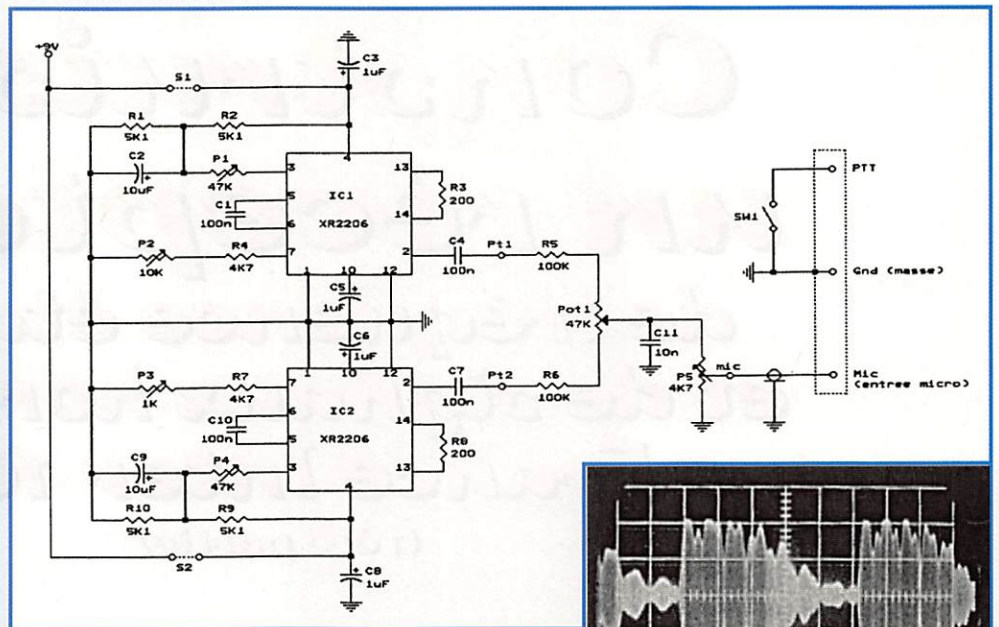 +9V
S1
C3
1uF
R1
5K1
R2
5K1
C2
10uF
P1
47K
4
3
5
6
7
C1
100n
IC1
XR2206
13
14
2
R3
200
P2
10K
R4
4K7
1
10
12
C4
100n
Pt1
R5
100K
C5
1uF
C6
1uF
Pot1
47K
C11
10n
P5
4K7
mic
SW1
PTT
Gnd (masse)
Mic
(entree micro)
P3
1K
R7
4K7
1
10
12
7
6
5
3
C10
100n
IC2
XR2206
2
14
13
C7
100n
Pt2
R6
100K
R8
200
C9
10uF
P4
47K
4
R10
5K1
R9
5K1
S2
C8
1uF